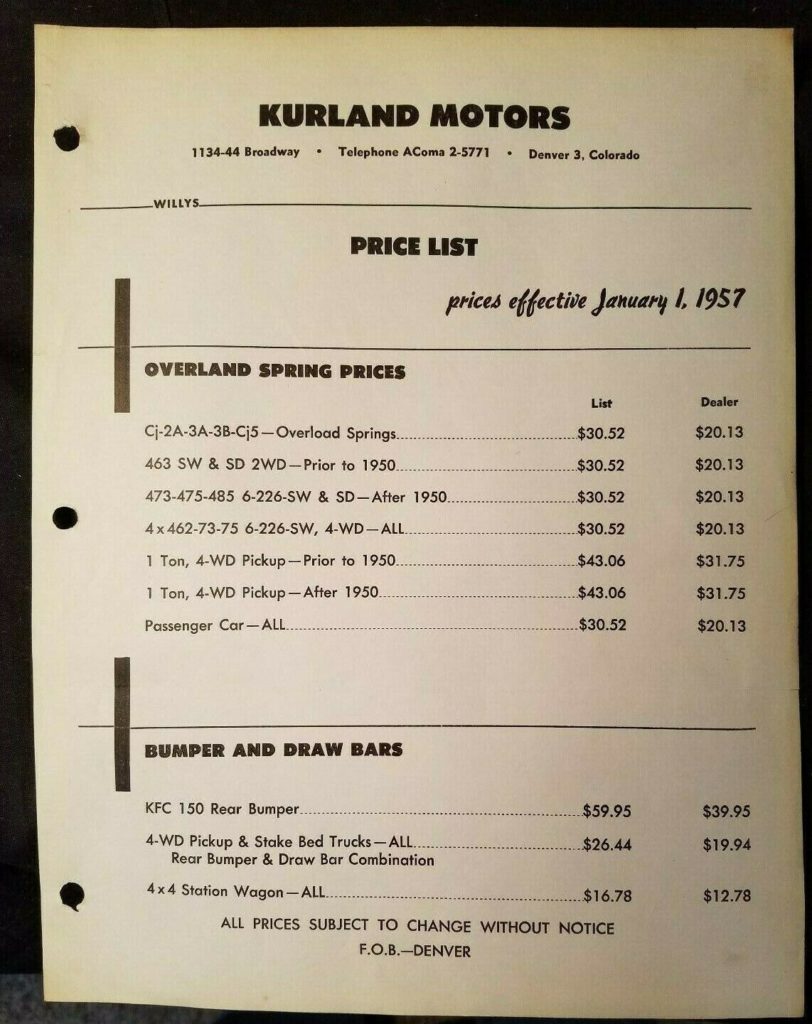 KURLAND MOTORS
1134-44 Broadway • Telephone AComa 2-5771 • Denver 3, Colorado
WILLYS
PRICE LIST
prices effective January 1, 1957
OVERLAND SPRING PRICES
List Dealer
Cj-2A-3A-3B-Cj5—Overload Springs $30.52 $20.13
463 SW & SD 2WD—Prior to 1950 $30.52 $20.13
473-475-485 6-226-SW & SD—After 1950 $30.52 $20.13
4x462-73-75 6-226-SW, 4-WD—ALL $30.52 $20.13
1 Ton, 4-WD Pickup—Prior to 1950 $43.06 $31.75
1 Ton, 4-WD Pickup—After 1950 $43.06 $31.75
Passenger Car—ALL $30.52 $20.13
BUMPER AND DRAW BARS
KFC 150 Rear Bumper $59.95 $39.95
4-WD Pickup & Stake Bed Trucks—ALL $26.44 $19.94
Rear Bumper & Draw Bar Combination
4x4 Station Wagon—ALL $16.78 $12.78
ALL PRICES SUBJECT TO CHANGE WITHOUT NOTICE
F.O.B.—DENVER